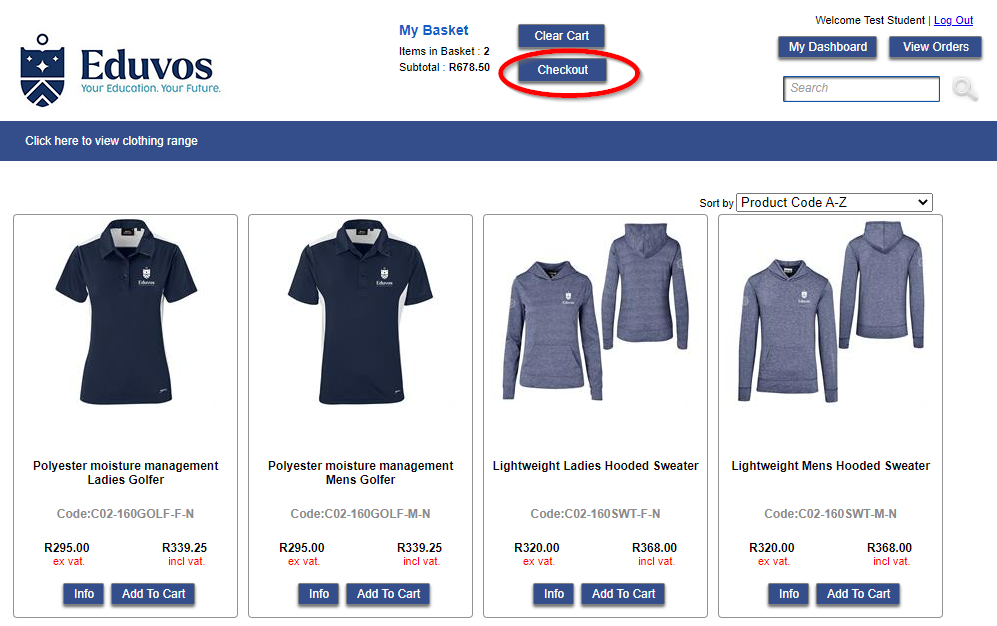 Welcome Test Student | Log Out
My Basket
Items in Basket : 2
Subtotal : R678.50
Clear Cart
Checkout
My Dashboard
View Orders
Eduvos
Your Education. Your Future.
Search
Click here to view clothing range
Sort by Product Code A-Z
Eduvos
Eduvos
Polyester moisture management
Ladies Golfer
Code:C02-160GOLF-F-N
R295.00 R339.25
ex vat. incl vat.
Info Add To Cart
Polyester moisture management
Mens Golfer
Code:C02-160GOLF-M-N
R295.00 R339.25
ex vat. incl vat.
Info Add To Cart
Lightweight Ladies Hooded Sweater
Code:C02-160SWT-F-N
R320.00 R368.00
ex vat. incl vat.
Info Add To Cart
Lightweight Mens Hooded Sweater
Code:C02-160SWT-M-N
R320.00 R368.00
ex vat. incl vat.
Info Add To Cart